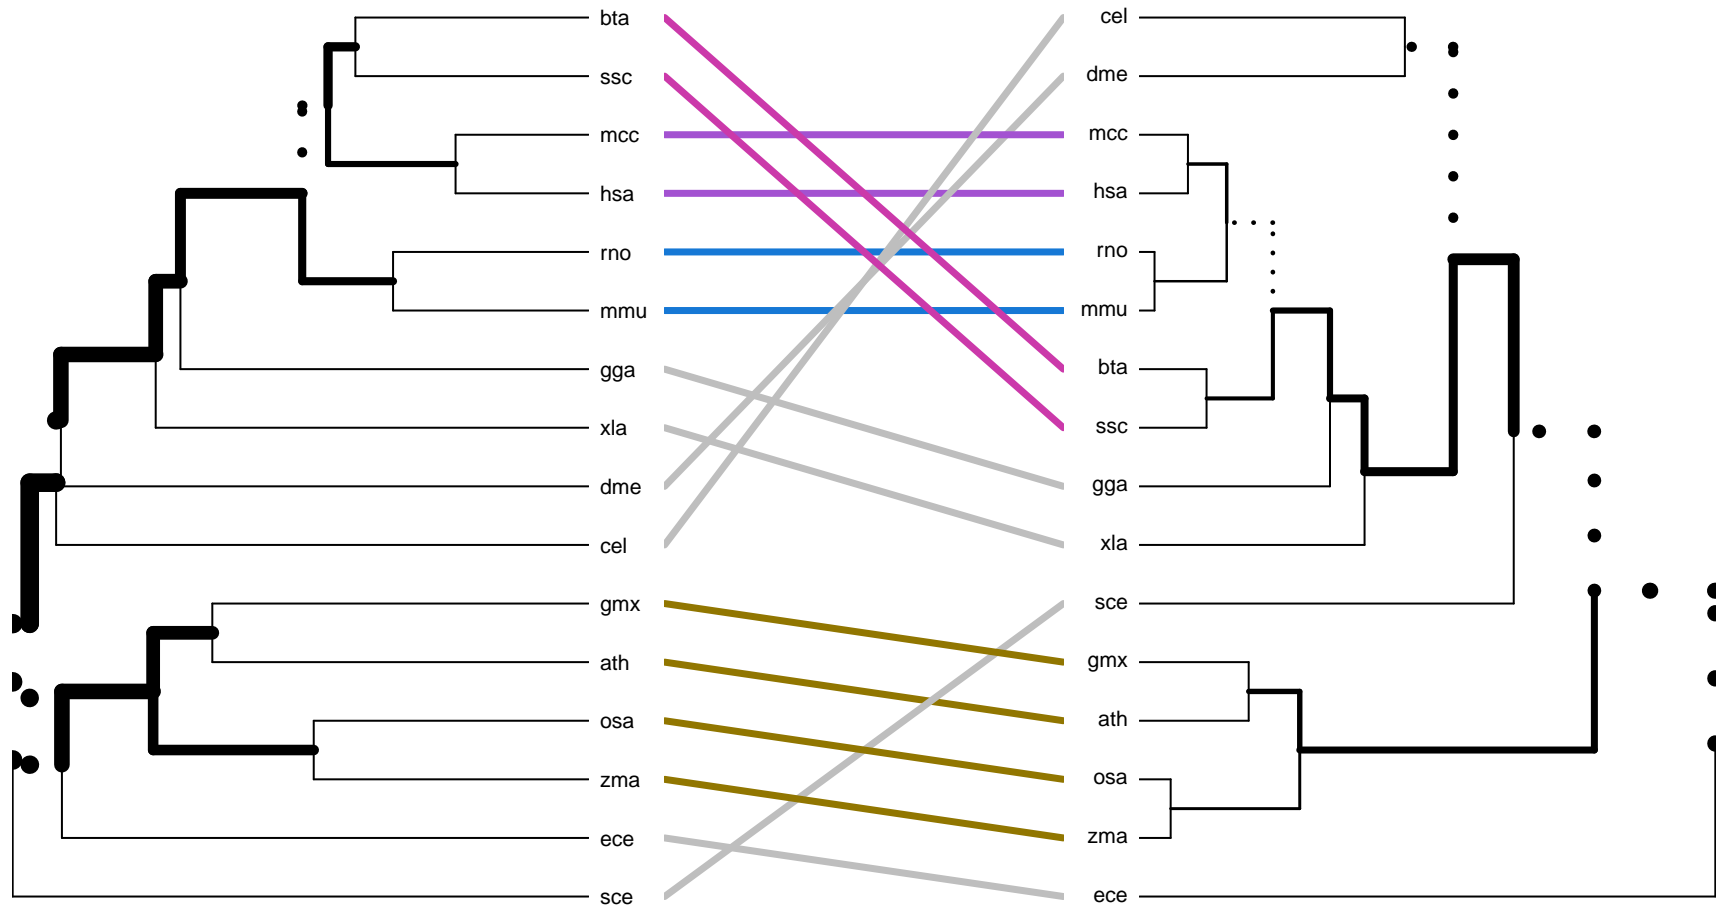 bta
ssc
mcc
hsa
rno
mmu
gga
xla
dme
cel
gmx
ath
osa
zma
ece
sce
cel
dme
mcc
hsa
rno
mmu
bta
ssc
gga
xla
sce
gmx
ath
osa
zma
ece